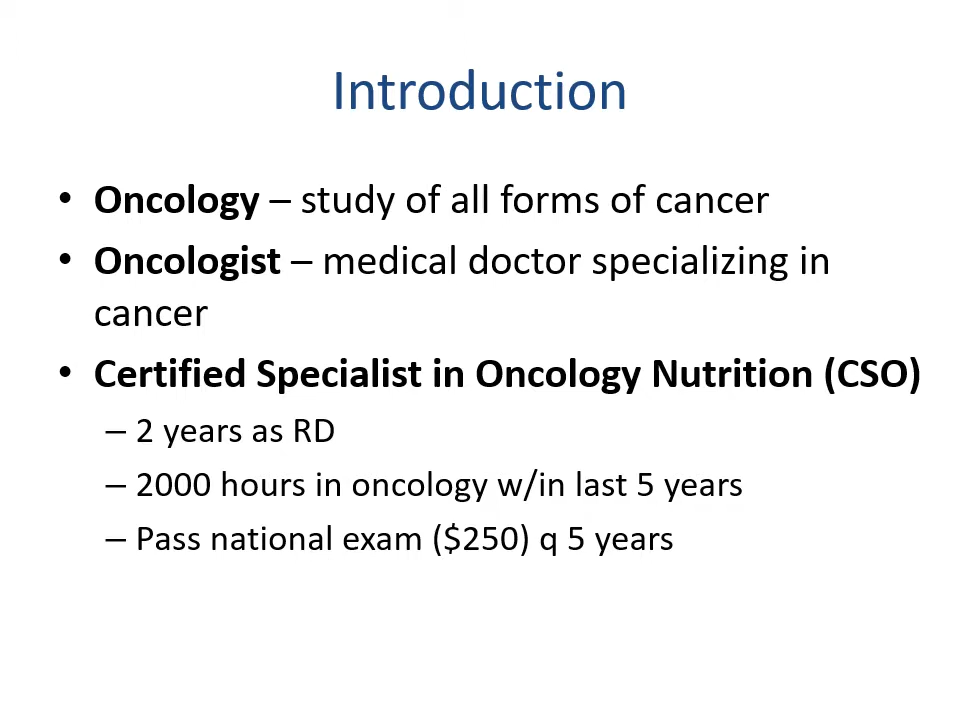 Introduction
• Oncology – study of all forms of cancer
• Oncologist – medical doctor specializing in
cancer
• Certified Specialist in Oncology Nutrition (CSO)
– 2 years as RD
– 2000 hours in oncology w/in last 5 years
– Pass national exam ($250) q 5 years